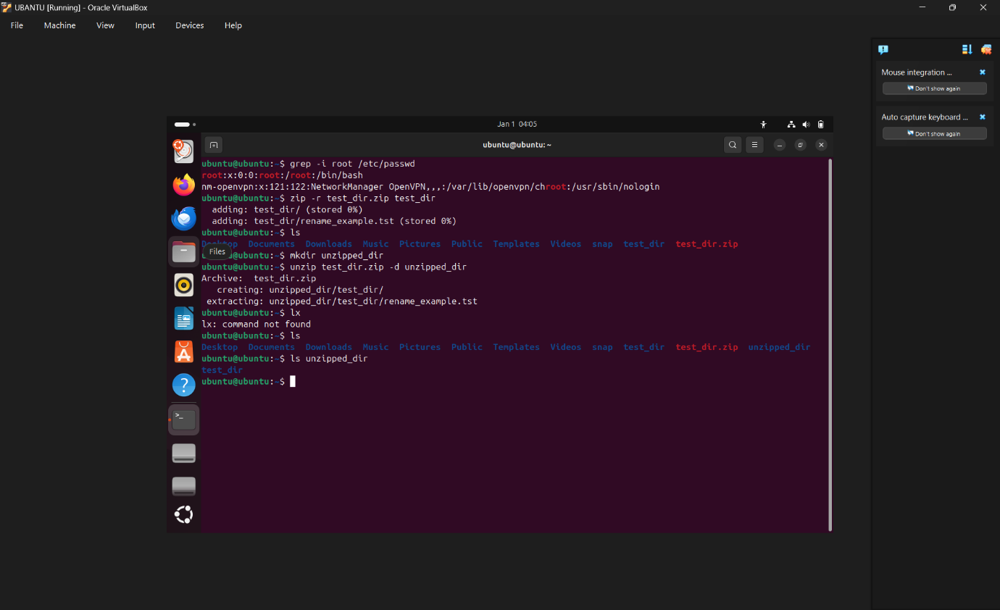 UBANTU [Running] - Oracle VirtualBox
File Machine View Input Devices Help
Mouse integration ...
Don't show again
Auto capture keyboard ...
Don't show again
Jan 1 04:05
ubuntu@ubuntu: ~
ubuntu@ubuntu:~$ grep -i root /etc/passwd
root:x:0:0:root:/root:/bin/bash
nm-openvpn:x:121:122:NetworkManager OpenVPN,,,:/var/lib/openvpn/chroot:/usr/sbin/nologin
ubuntu@ubuntu:~$ zip -r test_dir.zip test_dir
adding: test_dir/ (stored 0%)
adding: test_dir/rename_example.tst (stored 0%)
ubuntu@ubuntu:~$ ls
Desktop Documents Downloads Music Pictures Public Templates Videos snap test_dir test_dir.zip
Files
ubuntu@ubuntu:~$ mkdir unzipped_dir
ubuntu@ubuntu:~$ unzip test_dir.zip -d unzipped_dir
Archive: test_dir.zip
creating: unzipped_dir/test_dir/
extracting: unzipped_dir/test_dir/rename_example.tst
ubuntu@ubuntu:~$ lx
lx: command not found
ubuntu@ubuntu:~$ ls
Desktop Documents Downloads Music Pictures Public Templates Videos snap test_dir test_dir.zip unzipped_dir
ubuntu@ubuntu:~$ ls unzipped_dir
test_dir
ubuntu@ubuntu:~$